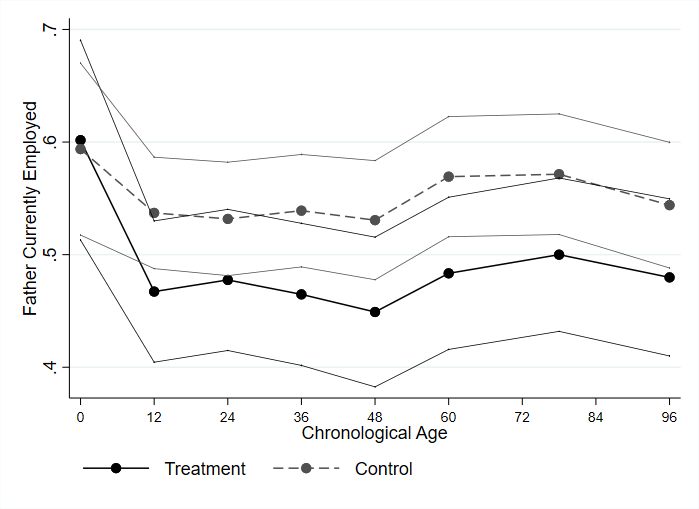 Father Currently Employed
.7
.6
.5
.4
0 12 24 36 48 60 72 84 96
Chronological Age
Treatment Control